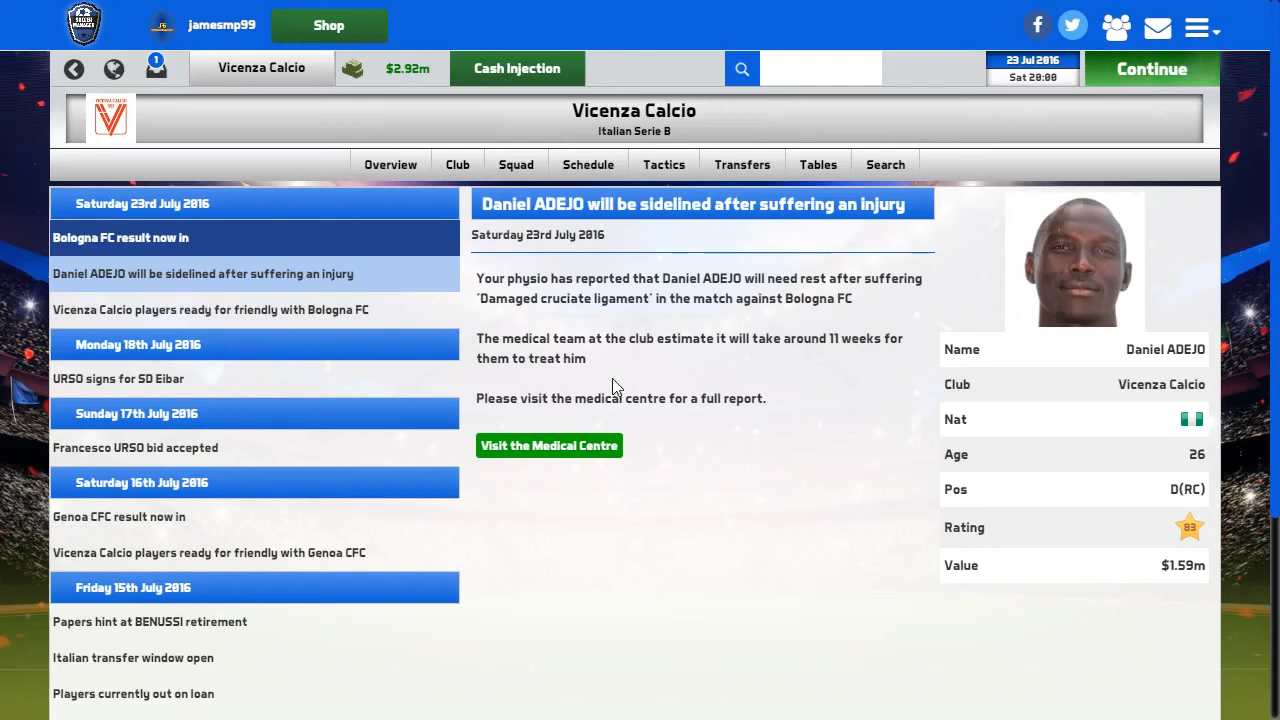 jamesmp99
Shop
1
Vicenza Calcio
$2.92m
Cash Injection
23 Jul 2016
Sat 20:00
Continue
Vicenza Calcio
Italian Serie B
Overview
Club
Squad
Schedule
Tactics
Transfers
Tables
Search
Saturday 23rd July 2016
Bologna FC result now in
Daniel ADEJO will be sidelined after suffering an injury
Vicenza Calcio players ready for friendly with Bologna FC
Monday 18th July 2016
URSO signs for SD Eibar
Sunday 17th July 2016
Francesco URSO bid accepted
Saturday 16th July 2016
Genoa CFC result now in
Vicenza Calcio players ready for friendly with Genoa CFC
Friday 15th July 2016
Papers hint at BENUSSI retirement
Italian transfer window open
Players currently out on loan
Daniel ADEJO will be sidelined after suffering an injury
Saturday 23rd July 2016
Your physio has reported that Daniel ADEJO will need rest after suffering
'Damaged cruciate ligament' in the match against Bologna FC
The medical team at the club estimate it will take around 11 weeks for
them to treat him
Please visit the medical centre for a full report.
Visit the Medical Centre
Name Daniel ADEJO
Club Vicenza Calcio
Nat
Age 26
Pos D(RC)
Rating 83
Value $1.59m